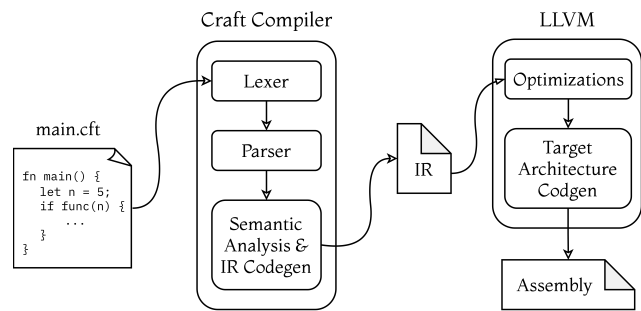 Craft Compiler
LLVM
main.cft
fn main() {
let n = 5;
if func(n) {
...
}
}
Lexer
Parser
Semantic
Analysis &
IR Codegen
IR
Optimizations
Target
Architecture
Codgen
Assembly